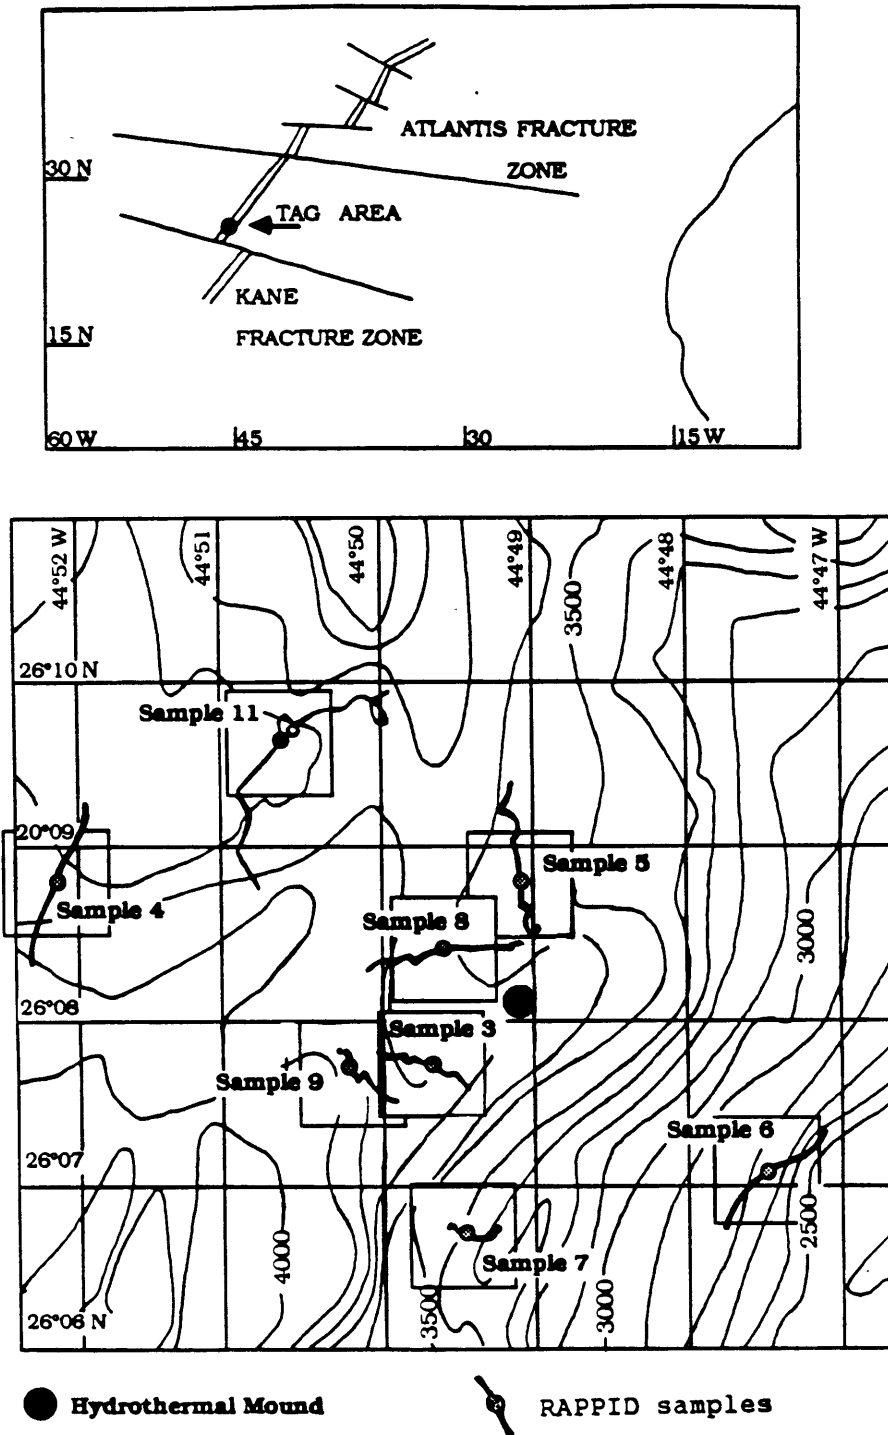 ATLANTIS FRACTURE
ZONE
30 N
TAG AREA
KANE
FRACTURE ZONE
15 N
60 W
45
30
15 W
44°52 W
44°51
44°50
44°49
44°48
44°47 W
3500
26°10 N
Sample 11
20°09
Sample 5
Sample 4
Sample 8
3000
26°08
Sample 3
Sample 9
Sample 6
26°07
2500
4000
Sample 7
3500
3000
26°06 N
Hydrothermal Mound
RAPPID samples